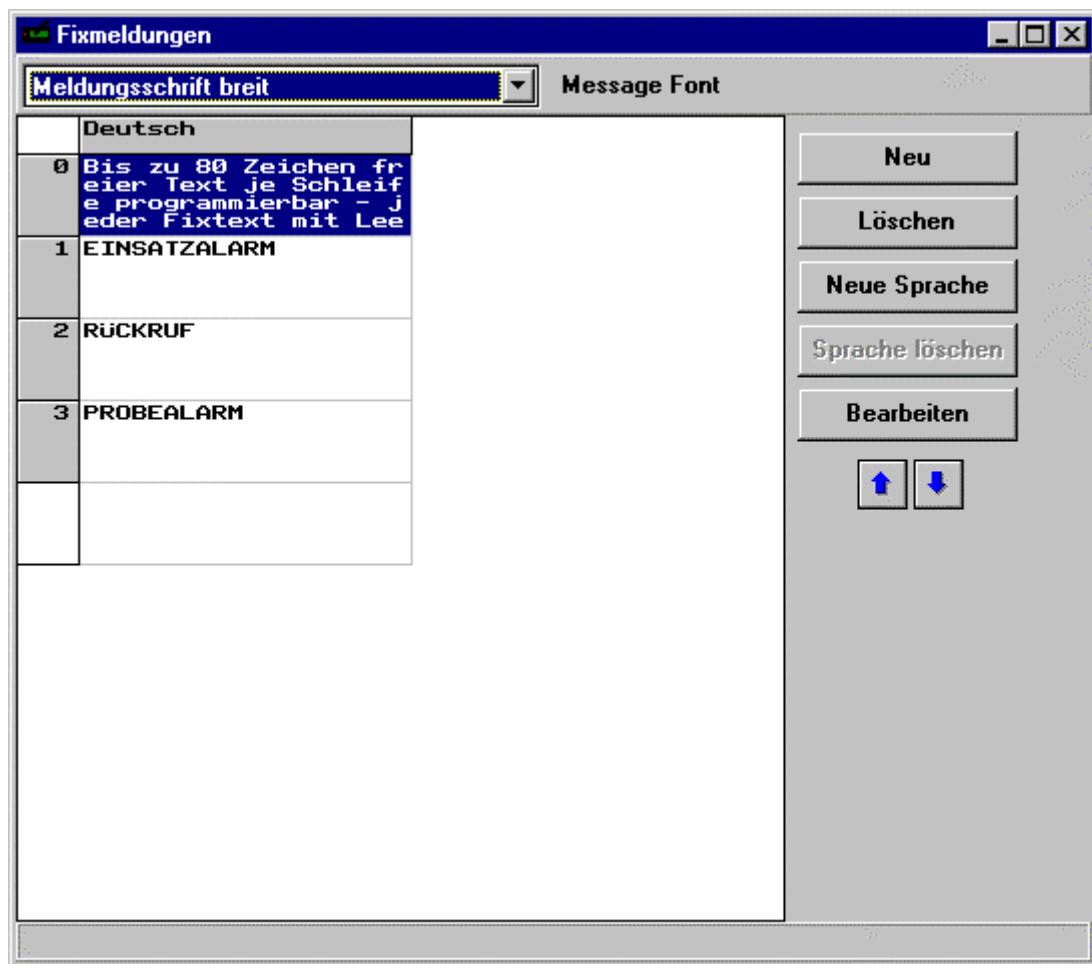 Fixmeldungen
Meldungsschrift breit
Message Font
Deutsch
0 Bis zu 80 Zeichen fr
eier Text je Schleif
e programmierbar - j
eder Fixtext mit Lee
1 EINSATZALARM
2 RüCKRUF
3 PROBEALARM
Neu
Löschen
Neue Sprache
Sprache löschen
Bearbeiten